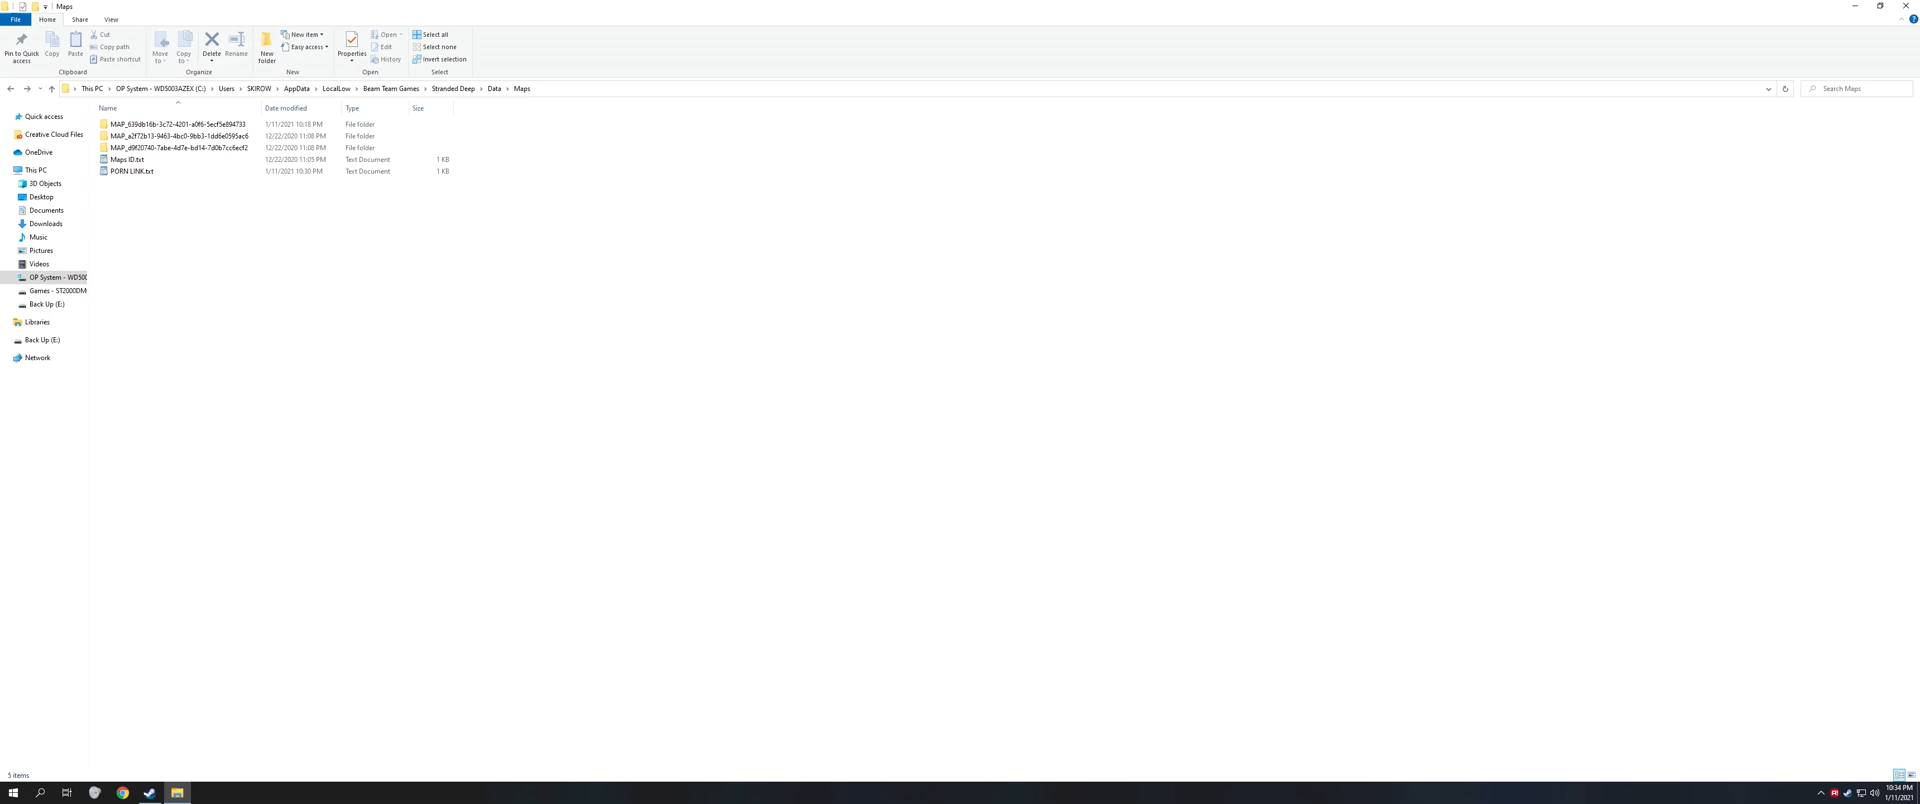 Maps
File Home Share View
Pin to Quick access
Copy
Paste
Cut
Copy path
Paste shortcut
Clipboard
Move to
Copy to
Delete
Rename
Organize
New folder
New item
Easy access
New
Properties
Open
Edit
History
Open
Select all
Select none
Invert selection
Select
This PC > OP System - WD5003AZEX (C:) > Users > SKIROW > AppData > LocalLow > Beam Team Games > Stranded Deep > Data > Maps
Search Maps
Name Date modified Type Size
MAP_639db16b-3c72-4201-a0f6-5ecf5e894733 1/11/2021 10:18 PM File folder
MAP_a2f72b13-9463-4bc0-9bb3-1dd6e0595ac6 12/22/2020 11:08 PM File folder
MAP_d9f20740-7abe-4d7e-bd14-7d0b7cc6ecf2 12/22/2020 11:08 PM File folder
Maps ID.txt 12/22/2020 11:05 PM Text Document 1 KB
PORN LINK.txt 1/11/2021 10:30 PM Text Document 1 KB
Quick access
Creative Cloud Files
OneDrive
This PC
3D Objects
Desktop
Documents
Downloads
Music
Pictures
Videos
OP System - WD500
Games - ST2000DM
Back Up (E:)
Libraries
Back Up (E:)
Network
5 items
10:34 PM
1/11/2021